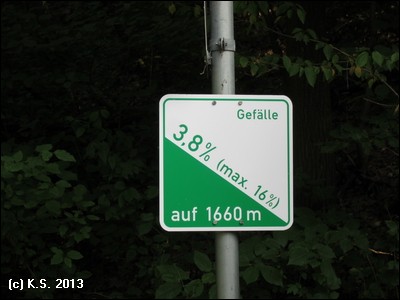 Gefälle
3,8% (max. 16%)
auf 1660 m
(c) K.S. 2013